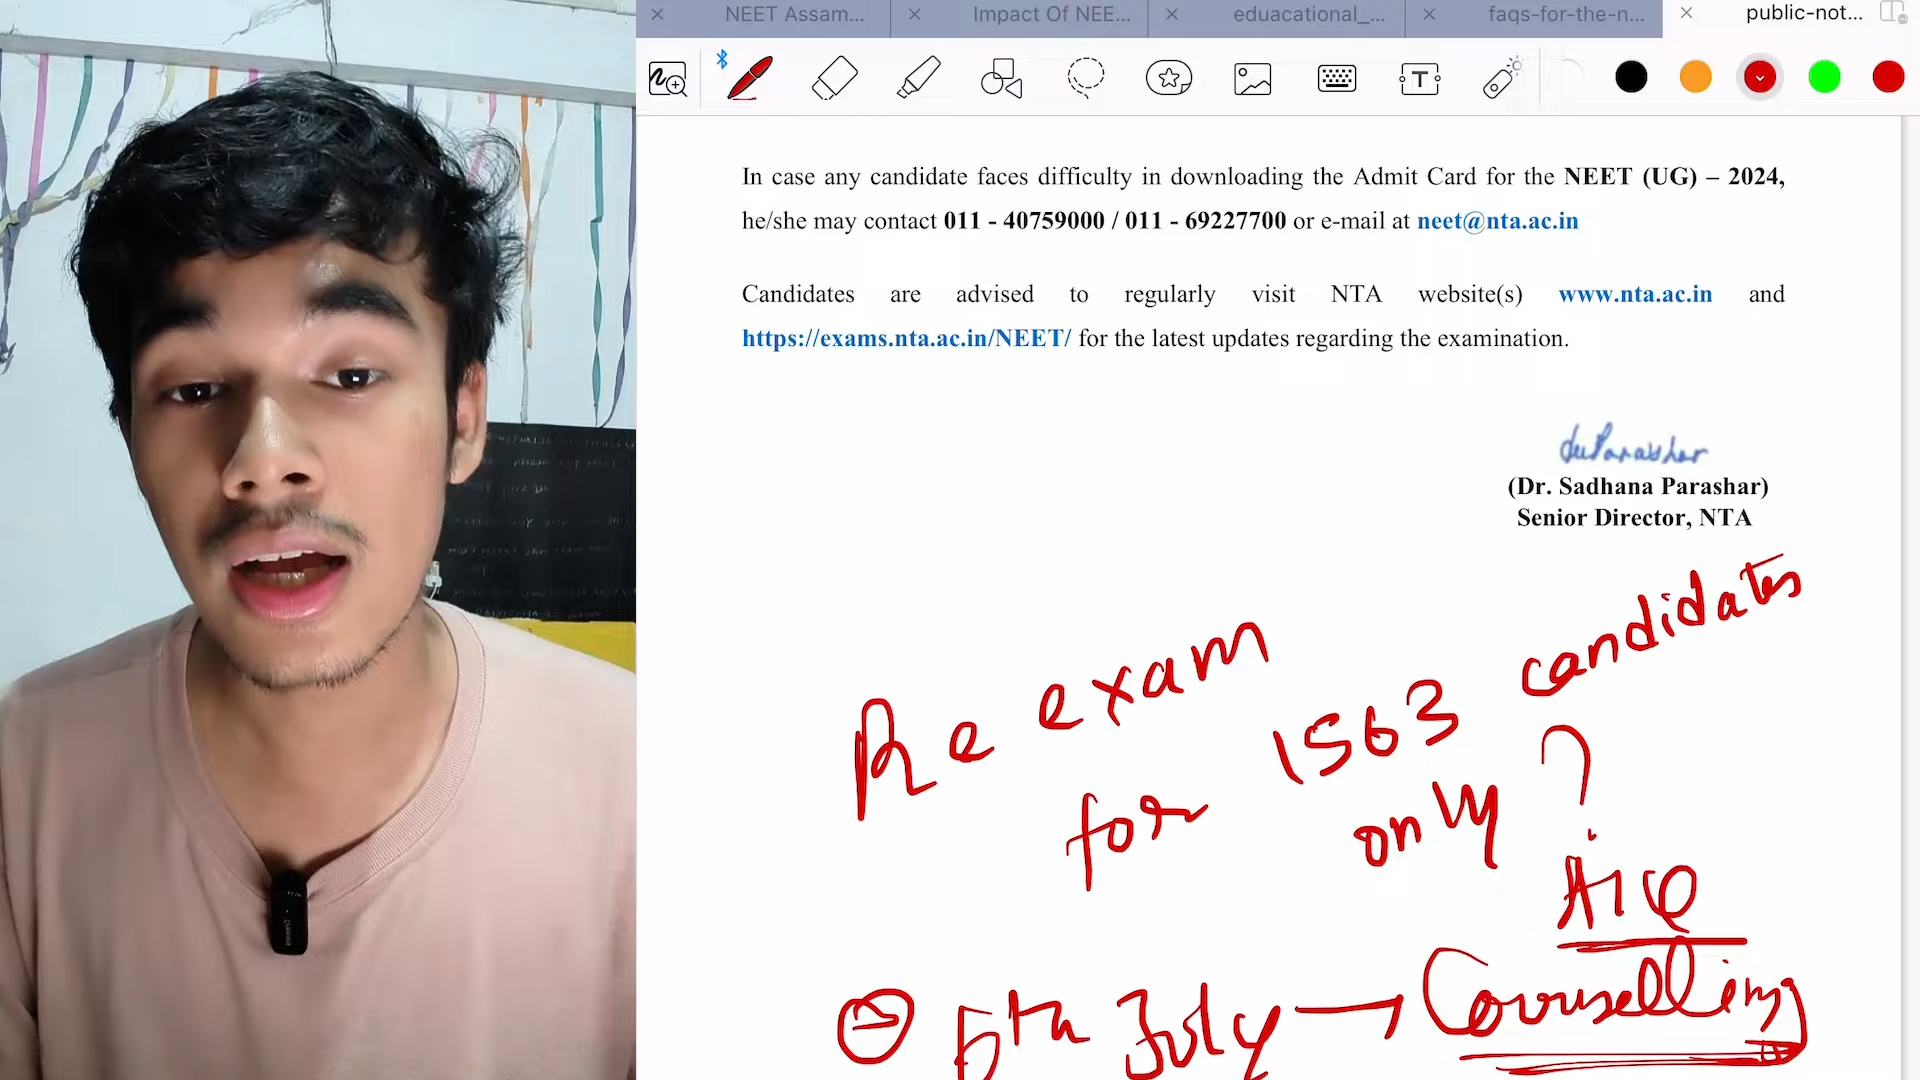 NEET Assam...
Impact Of NEE...
eduacational_...
faqs-for-the-n...
public-not...
T
In case any candidate faces difficulty in downloading the Admit Card for the NEET (UG) – 2024,
he/she may contact 011 - 40759000 / 011 - 69227700 or e-mail at neet@nta.ac.in
Candidates are advised to regularly visit NTA website(s) www.nta.ac.in and
https://exams.nta.ac.in/NEET/ for the latest updates regarding the examination.
(Dr. Sadhana Parashar)
Senior Director, NTA
Re exam
for 1563 candidates
only ?
AIQ
5th July → Counselling